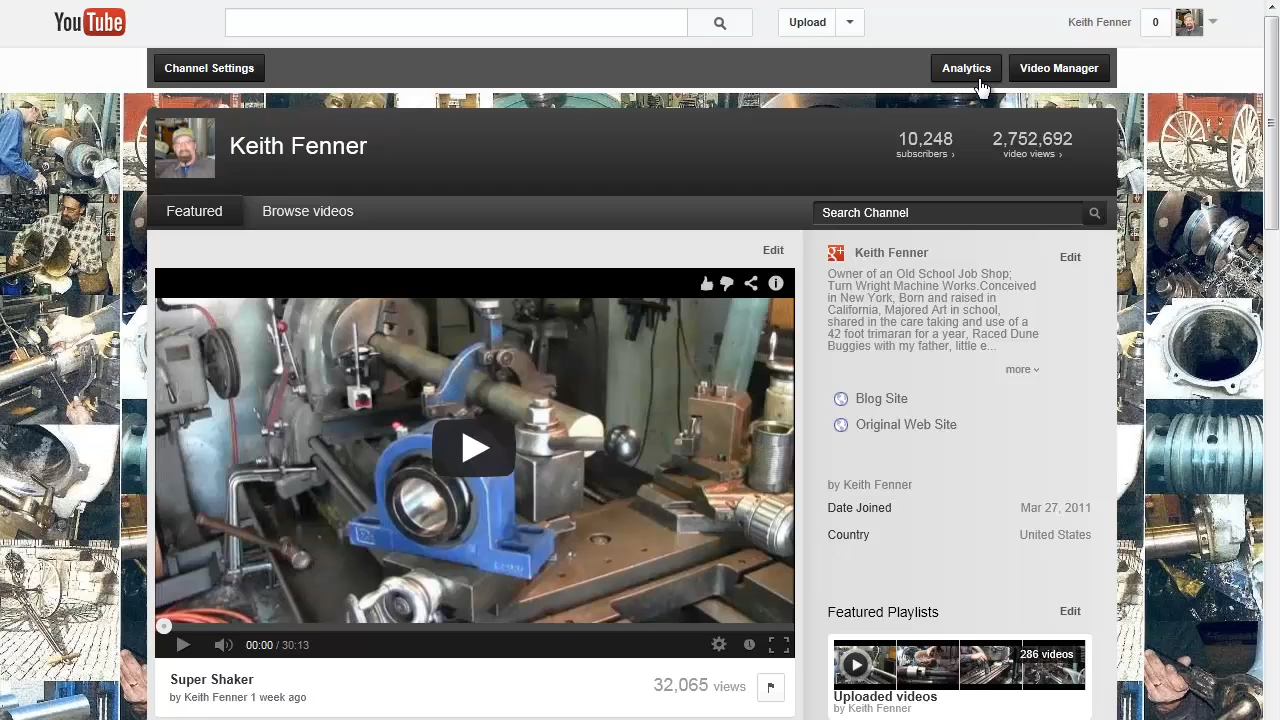 YouTube
Upload
Keith Fenner
0
Channel Settings
Analytics
Video Manager
Keith Fenner
10,248
subscribers ›
2,752,692
video views ›
Featured
Browse videos
Search Channel
Edit
Keith Fenner
Edit
Owner of an Old School Job Shop;
Turn Wright Machine Works.Conceived
in New York, Born and raised in
California, Majored Art in school,
shared in the care taking and use of a
42 foot trimaran for a year, Raced Dune
Buggies with my father, little e...
more
Blog Site
Original Web Site
by Keith Fenner
Date Joined Mar 27, 2011
Country United States
Featured Playlists
Edit
286 videos
Uploaded videos
by Keith Fenner
00:00 / 30:13
Super Shaker
by Keith Fenner 1 week ago
32,065 views